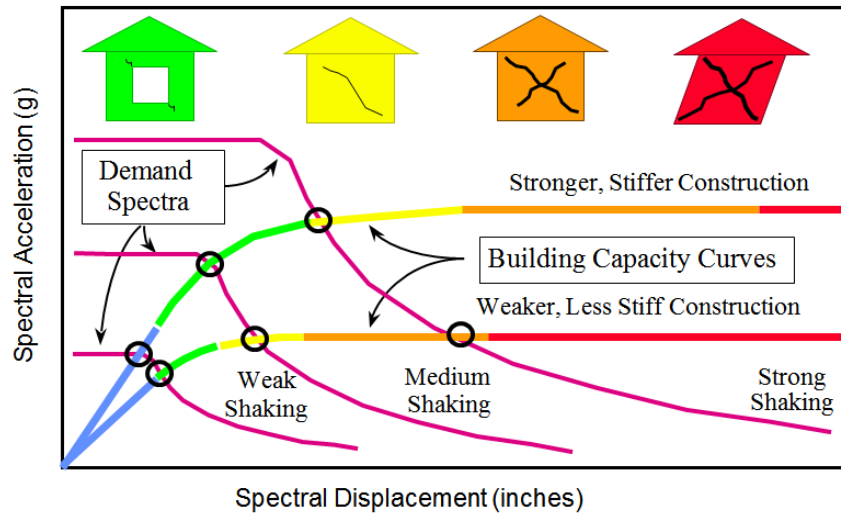 Spectral Acceleration (g)
Demand
Spectra
Stronger, Stiffer Construction
Building Capacity Curves
Weaker, Less Stiff Construction
Weak
Shaking
Medium
Shaking
Strong
Shaking
Spectral Displacement (inches)